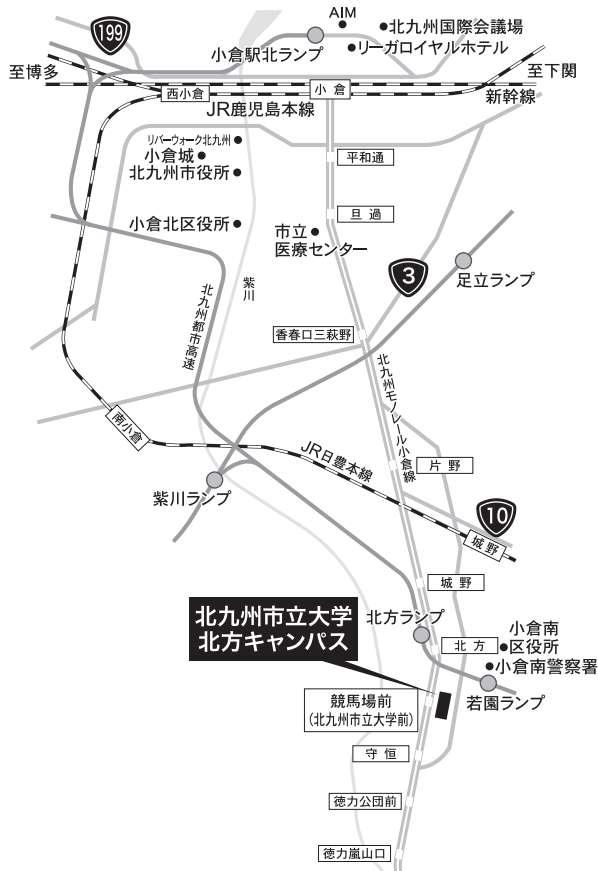 199
AIM
北九州国際会議場
小倉駅北ランプ
リーガロイヤルホテル
至博多
至下関
西小倉
小倉
新幹線
JR鹿児島本線
リバーウォーク北九州
小倉城
北九州市役所
平和通
小倉北区役所
旦過
市立
医療センター
3
足立ランプ
紫川
北九州都市高速
香春口三萩野
北九州モノレール小倉線
南小倉
JR日豊本線
片野
紫川ランプ
10
城野
城野
北九州市立大学
北方キャンパス
北方ランプ
北方
小倉南
区役所
小倉南警察署
若園ランプ
競馬場前
(北九州市立大学前)
守恒
徳力公団前
徳力嵐山口